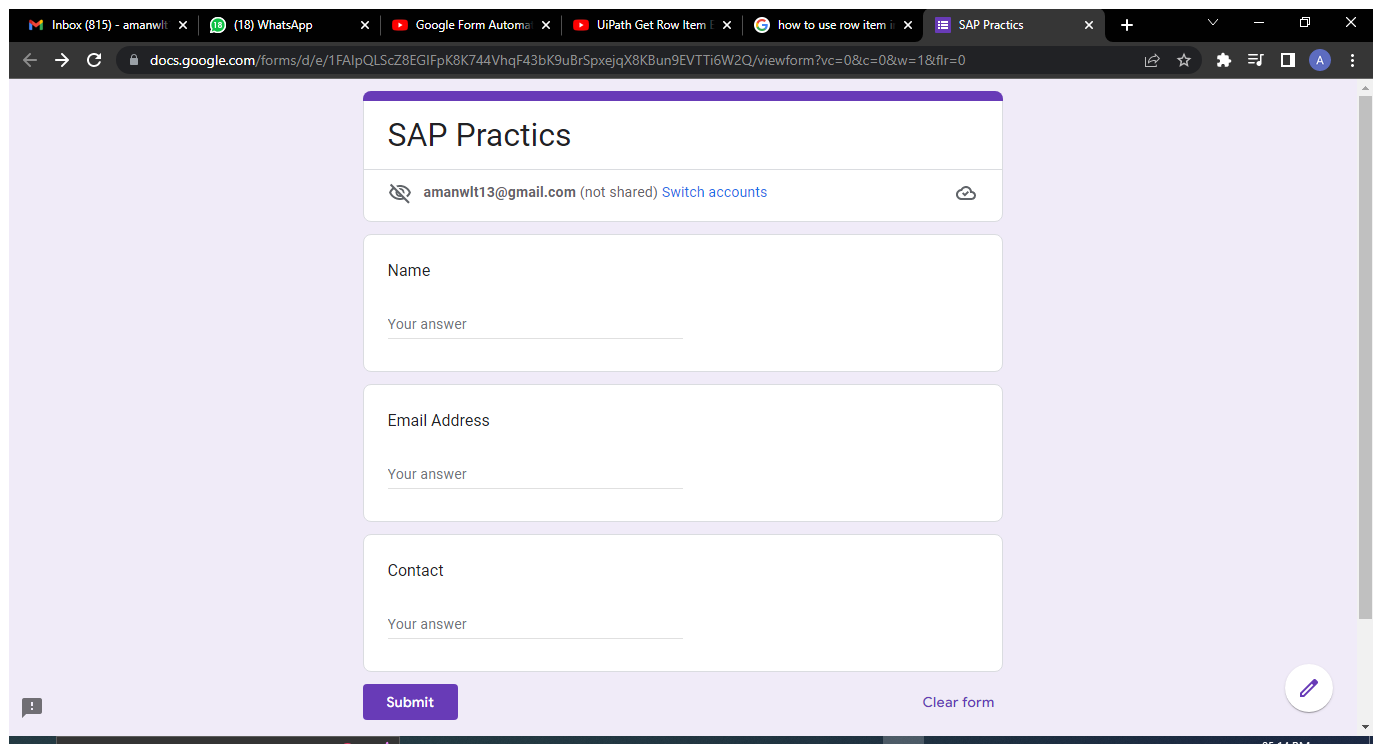 Inbox (815) - amanwlt
(18) WhatsApp
Google Form Automa
UiPath Get Row Item
how to use row item i
SAP Practics
docs.google.com/forms/d/e/1FAIpQLScZ8EGIFpK8K744VhqF43bK9uBrSpxejqX8KBun9EVTTi6W2Q/viewform?vc=0&c=0&w=1&flr=0
A
SAP Practics
amanwlt13@gmail.com (not shared) Switch accounts
Name
Your answer
Email Address
Your answer
Contact
Your answer
Submit
Clear form